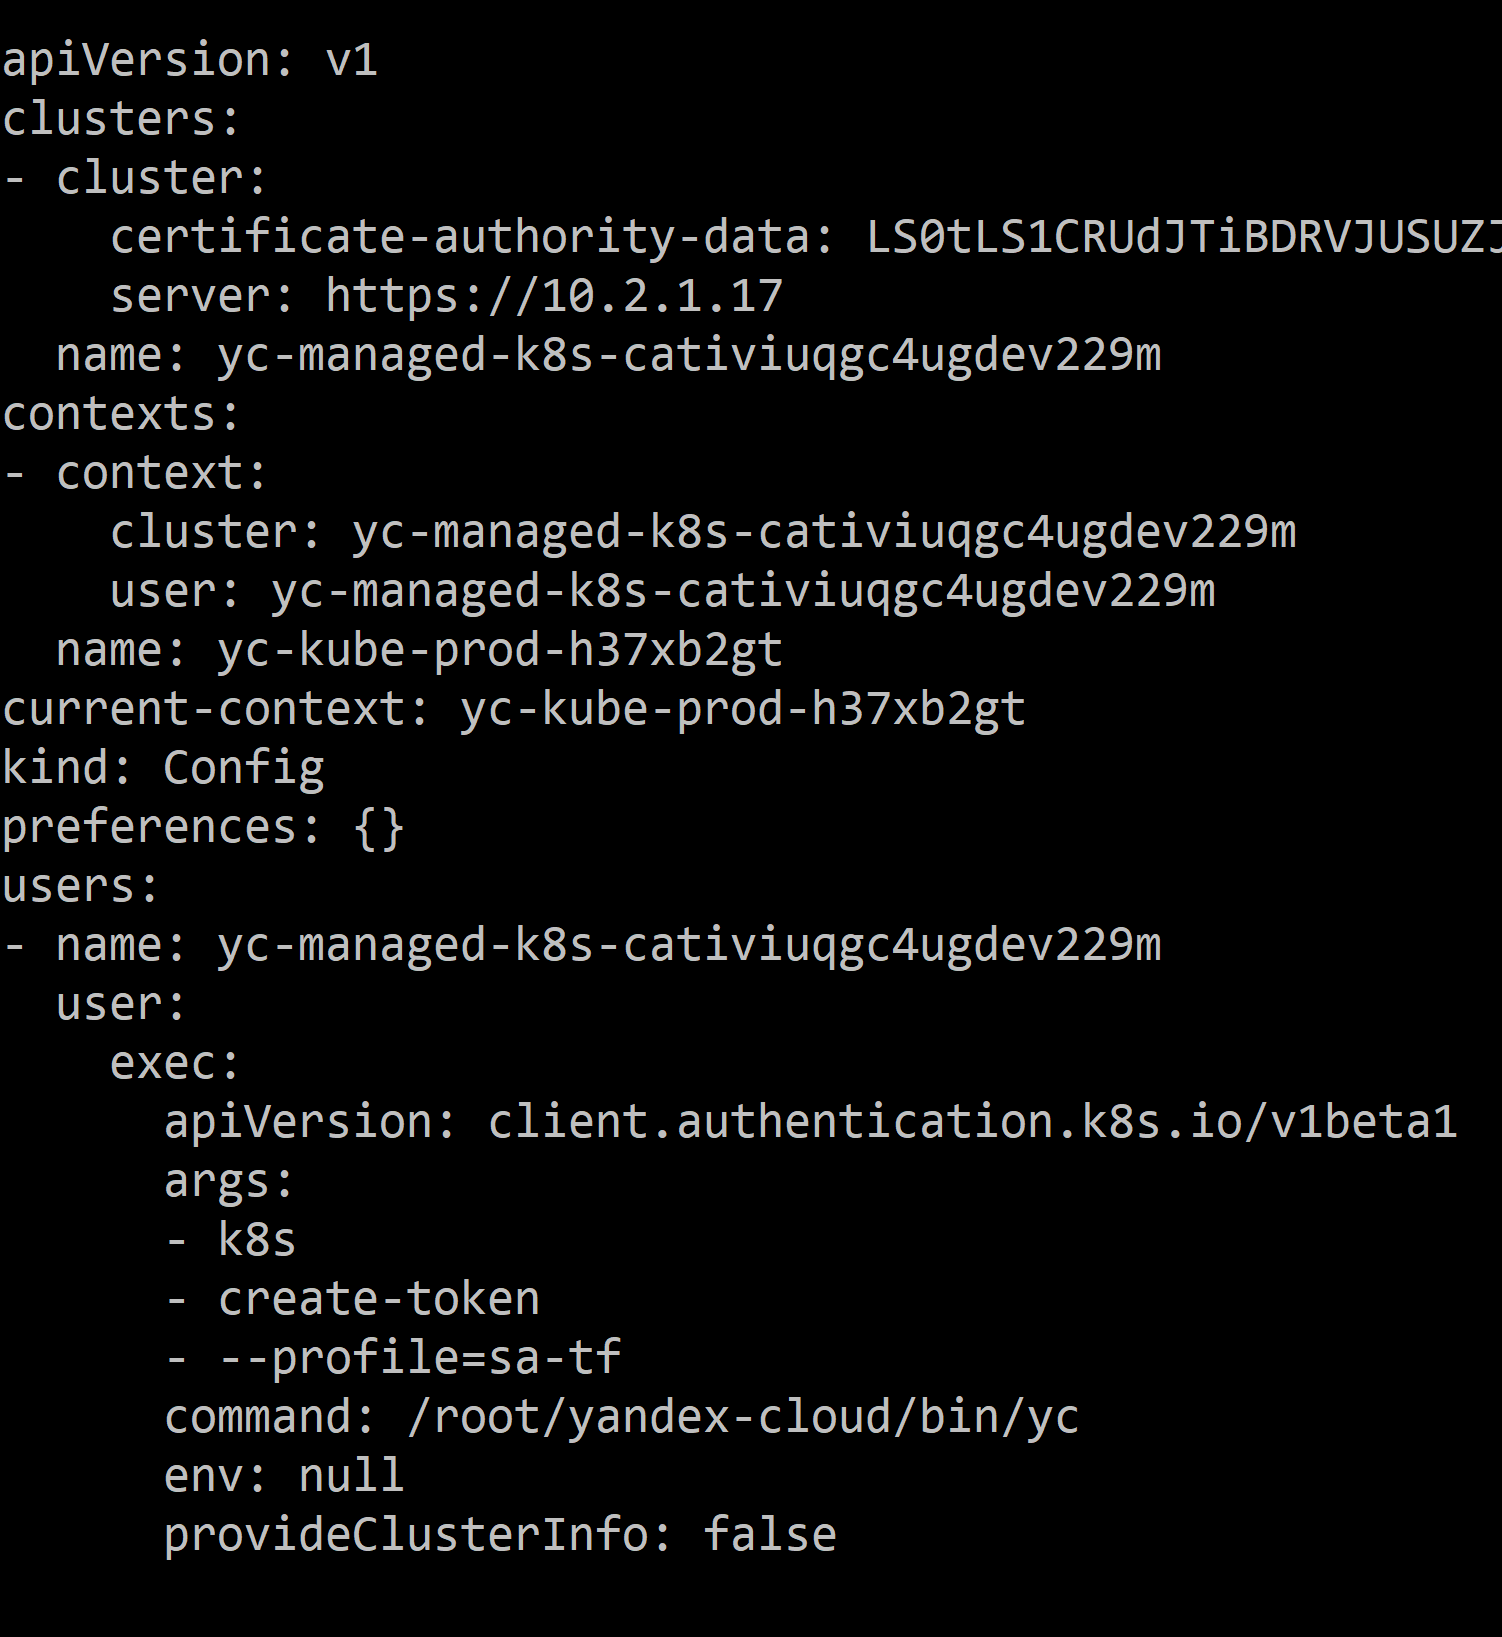 apiVersion: v1
clusters:
- cluster:
    certificate-authority-data: LS0tLS1CRUdJTiBDRVJUSUZJ
    server: https://10.2.1.17
  name: yc-managed-k8s-cativiuqgc4ugdev229m
contexts:
- context:
    cluster: yc-managed-k8s-cativiuqgc4ugdev229m
    user: yc-managed-k8s-cativiuqgc4ugdev229m
  name: yc-kube-prod-h37xb2gt
current-context: yc-kube-prod-h37xb2gt
kind: Config
preferences: {}
users:
- name: yc-managed-k8s-cativiuqgc4ugdev229m
  user:
    exec:
      apiVersion: client.authentication.k8s.io/v1beta1
      args:
      - k8s
      - create-token
      - --profile=sa-tf
      command: /root/yandex-cloud/bin/yc
      env: null
      provideClusterInfo: false